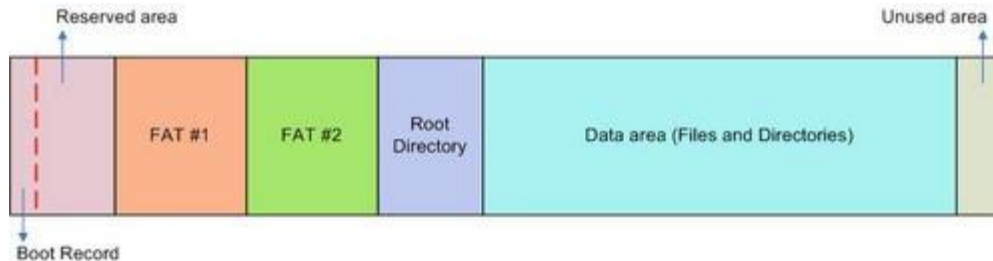 Reserved area
Unused area
FAT #1
FAT #2
Root
Directory
Data area (Files and Directories)
Boot Record